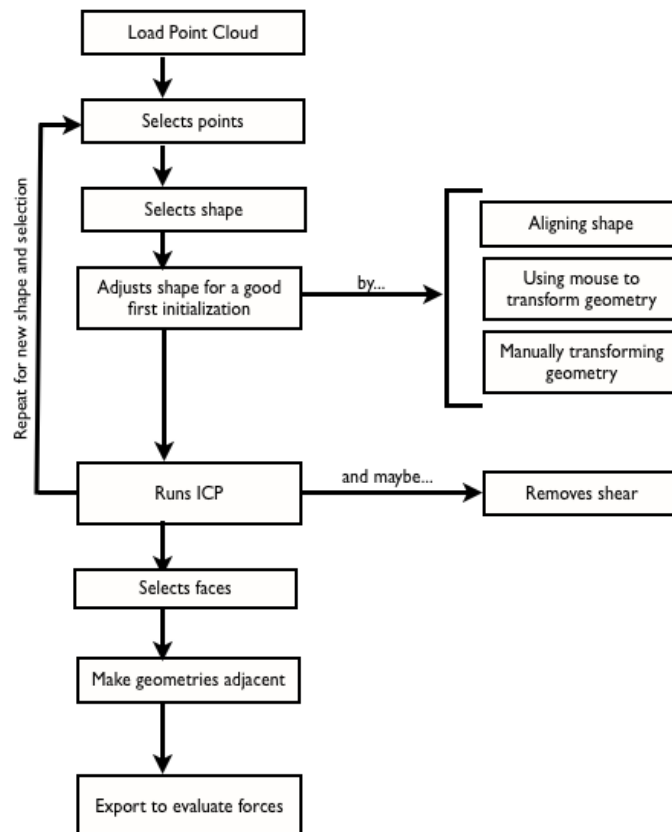 Load Point Cloud
Selects points
Repeat for new shape and selection
Selects shape
Adjusts shape for a good
first initialization
by...
Aligning shape
Using mouse to
transform geometry
Manually transforming
geometry
Runs ICP
and maybe...
Removes shear
Selects faces
Make geometries adjacent
Export to evaluate forces